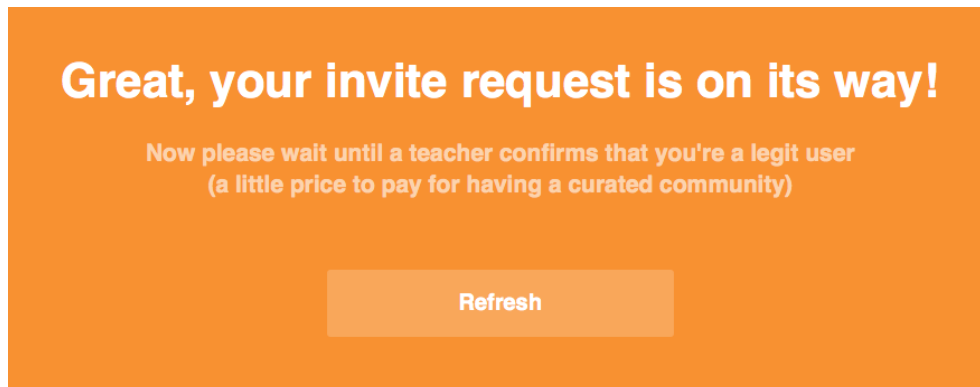 Great, your invite request is on its way!
Now please wait until a teacher confirms that you're a legit user
(a little price to pay for having a curated community)
Refresh